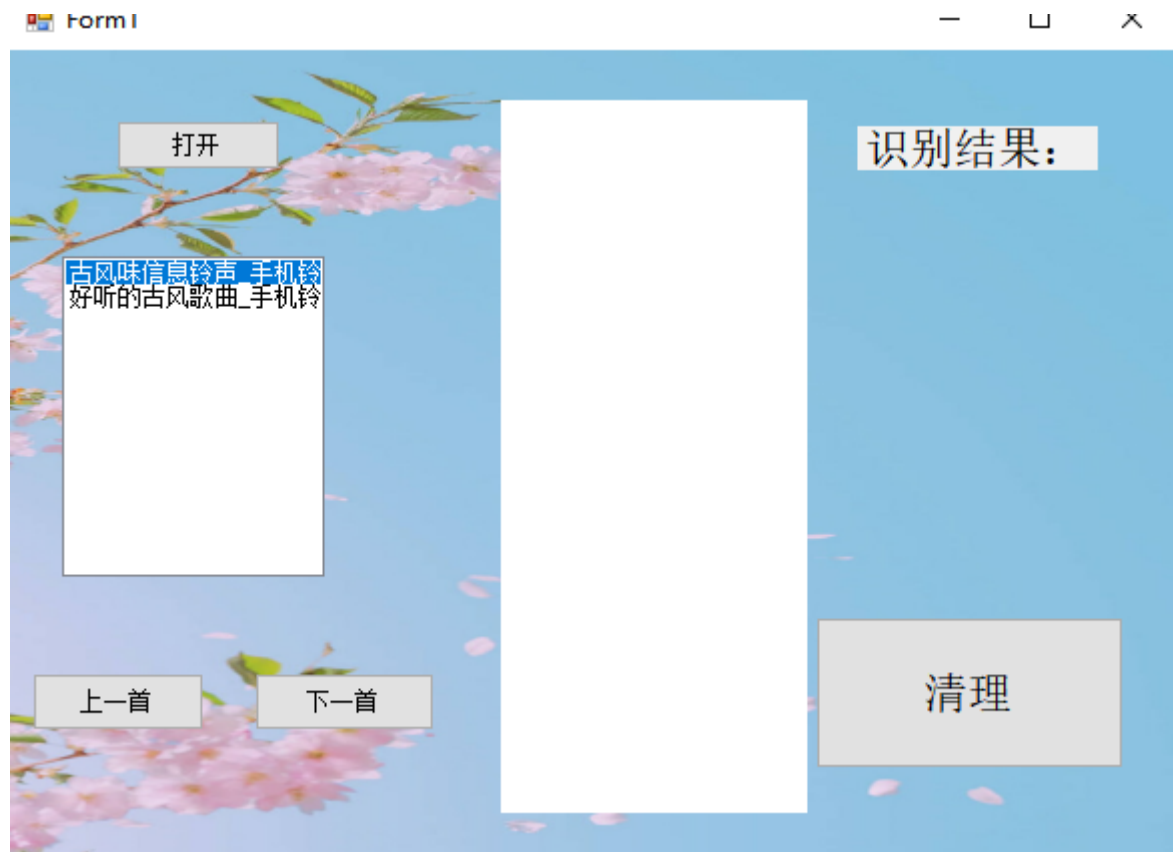 Form1
打开
识别结果：
古风味信息铃声_手机铃
好听的古风歌曲_手机铃
上一首
下一首
清理